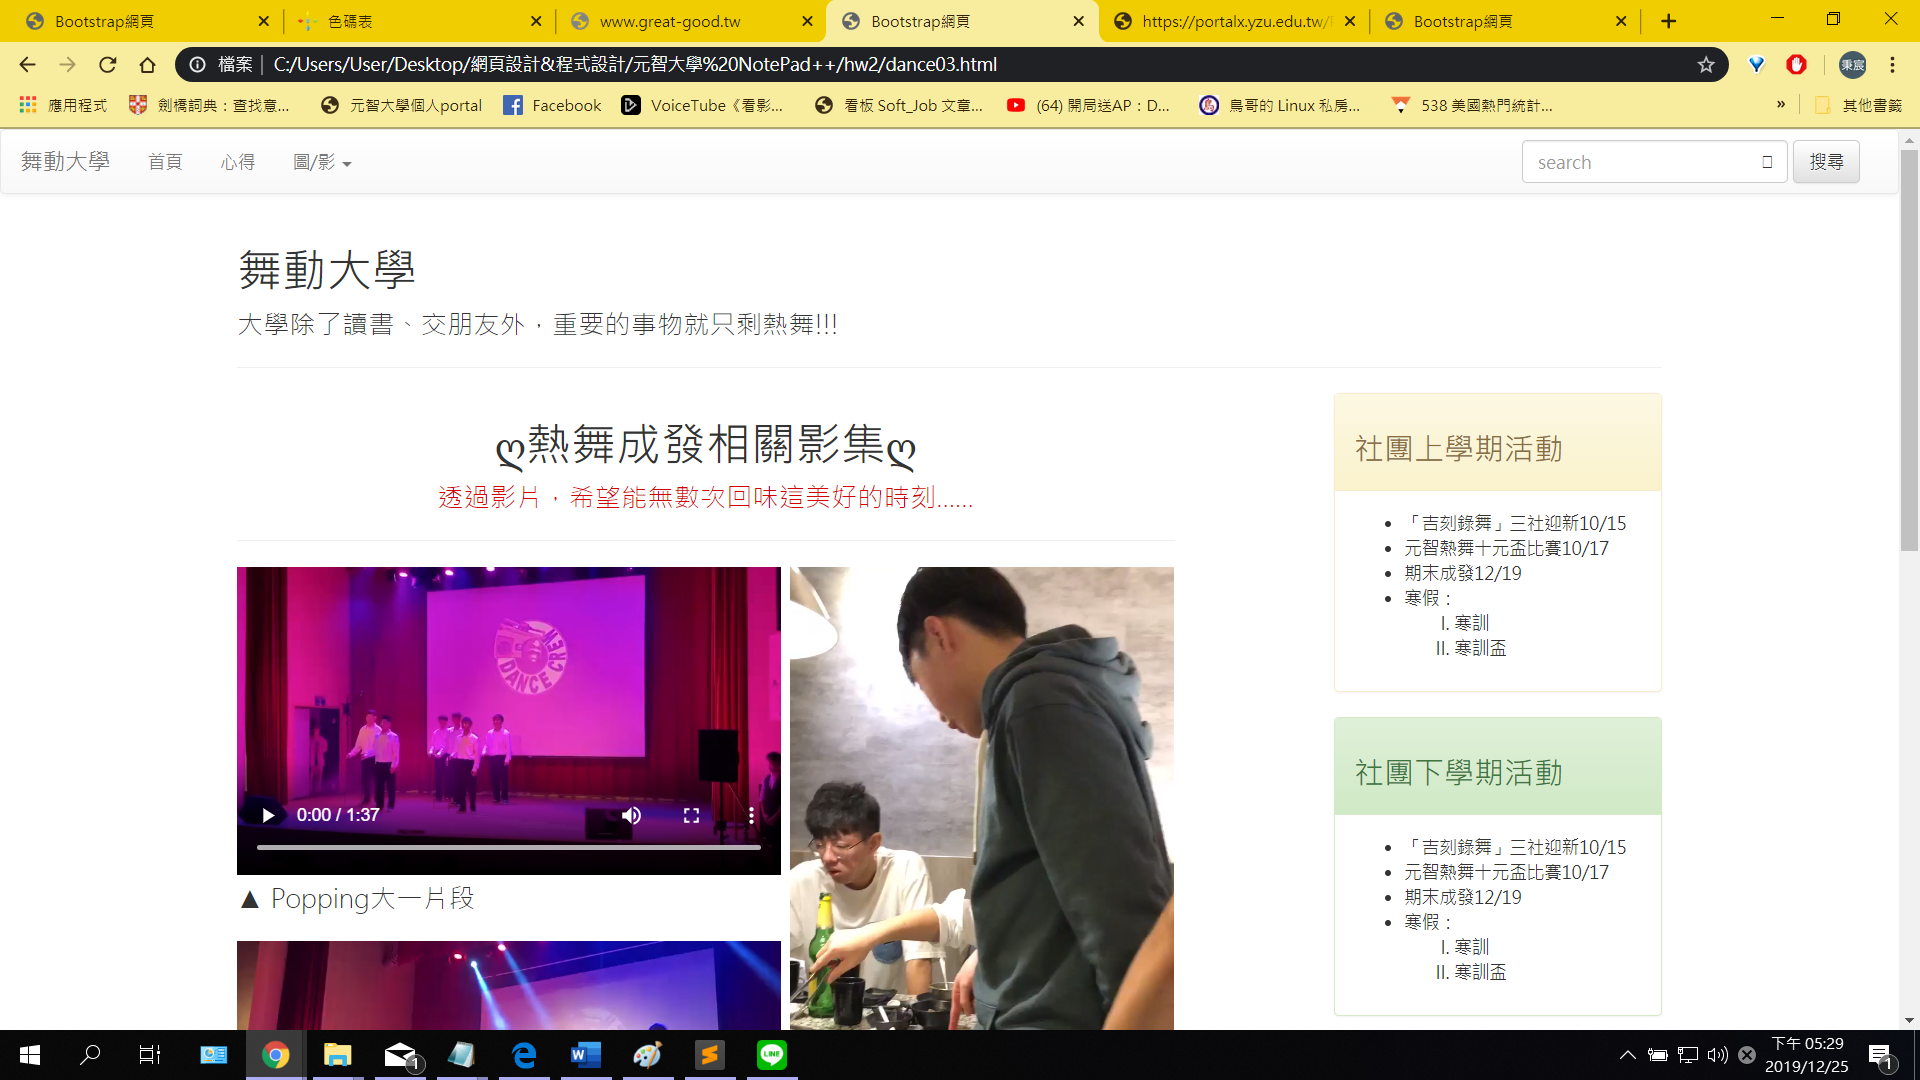 Bootstrap網頁
色碼表
www.great-good.tw
Bootstrap網頁
https://portalx.yzu.edu.tw/
Bootstrap網頁
檔案
C:/Users/User/Desktop/網頁設計&程式設計/元智大學%20NotePad++/hw2/dance03.html
秉宸
應用程式
劍橋詞典：查找意...
元智大學個人portal
Facebook
VoiceTube《看影...
看板 Soft_Job 文章...
(64) 開局送AP：D...
鳥哥的 Linux 私房...
538 美國熱門統計...
»
其他書籤
舞動大學
首頁
心得
圖/影
search
搜尋
舞動大學
大學除了讀書、交朋友外，重要的事物就只剩熱舞!!!
ღ熱舞成發相關影集ღ
透過影片，希望能無數次回味這美好的時刻......
DANCE CREW
0:00 / 1:37
▲ Popping大一片段
社團上學期活動
• 「吉刻錄舞」三社迎新10/15
• 元智熱舞十元盃比賽10/17
• 期末成發12/19
• 寒假：
I. 寒訓
II. 寒訓盃
社團下學期活動
• 「吉刻錄舞」三社迎新10/15
• 元智熱舞十元盃比賽10/17
• 期末成發12/19
• 寒假：
I. 寒訓
II. 寒訓盃
1
LINE
下午 05:29
2019/12/25
1